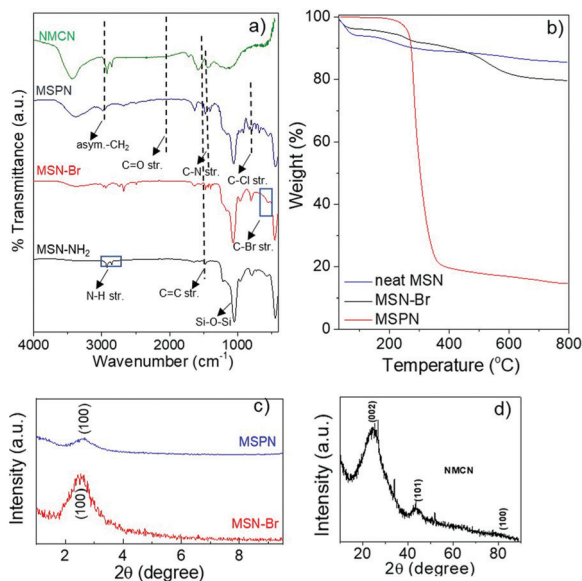 a)
NMCN
MSPN
asym.-CH2
C=O str.
C-N str.
C-Cl str.
MSN-Br
C-Br str.
MSN-NH2
N-H str.
C=C str.
Si-O-Si
% Transmittance (a.u.)
4000 3000 2000 1000
Wavenumber (cm-1)
b)
Weight (%)
100
80
60
40
20
0
neat MSN
MSN-Br
MSPN
0 200 400 600 800
Temperature (°C)
c)
Intensity (a.u.)
(100)
MSPN
(100)
MSN-Br
2 4 6 8
2θ (degree)
d)
Intensity (a.u.)
(002)
NMCN
(101)
(100)
20 40 60 80
2θ (degree)